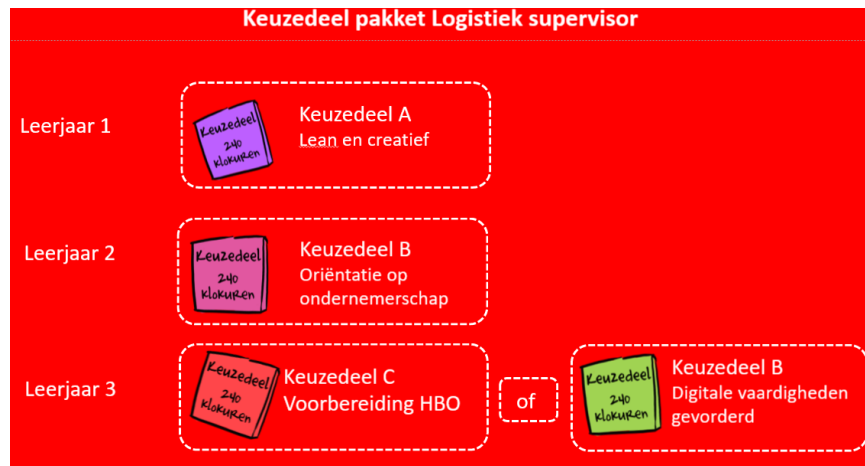 Keuzedeel pakket Logistiek supervisor
Leerjaar 1
Keuzedeel
240
klokuren
Keuzedeel A
Lean en creatief
Leerjaar 2
Keuzedeel
240
klokuren
Keuzedeel B
Oriëntatie op
ondernemerschap
Leerjaar 3
Keuzedeel
240
klokuren
Keuzedeel C
Voorbereiding HBO
of
Keuzedeel
240
klokuren
Keuzedeel B
Digitale vaardigheden
gevorderd